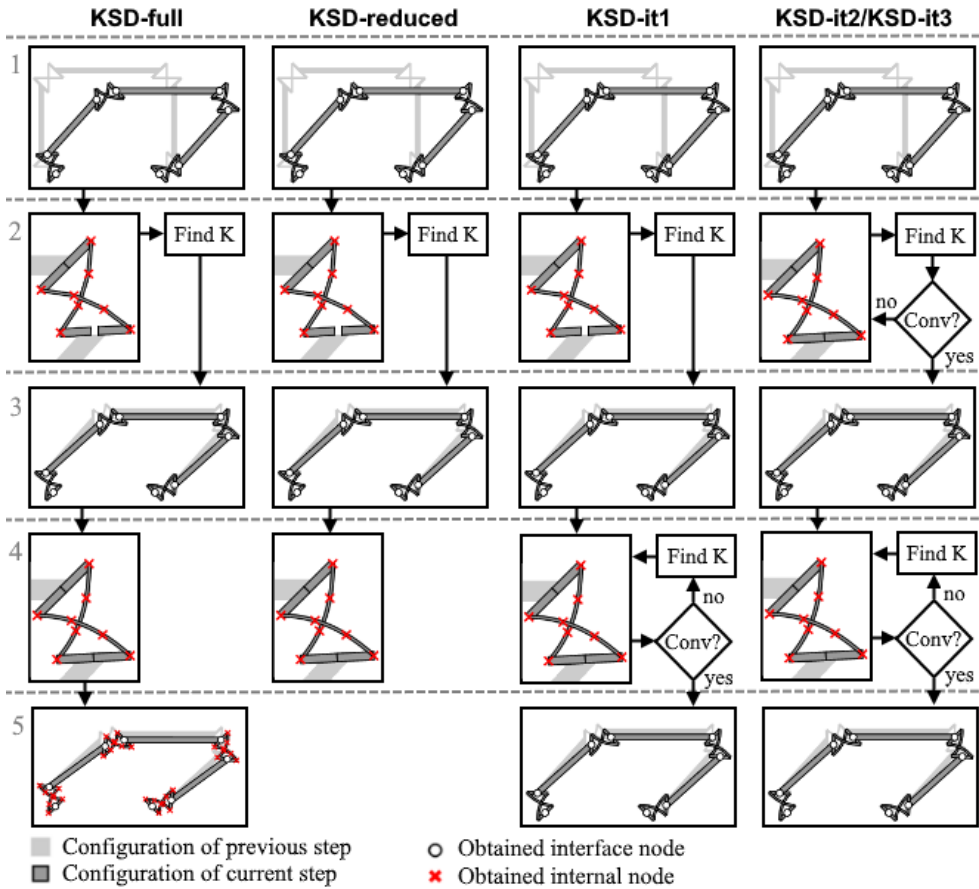 KSD-full KSD-reduced KSD-it1 KSD-it2/KSD-it3
1
2
Find K Find K Find K Find K
no Conv?
yes
3
4
Find K Find K
no no
Conv? Conv?
yes yes
5
Configuration of previous step Obtained interface node
Configuration of current step Obtained internal node